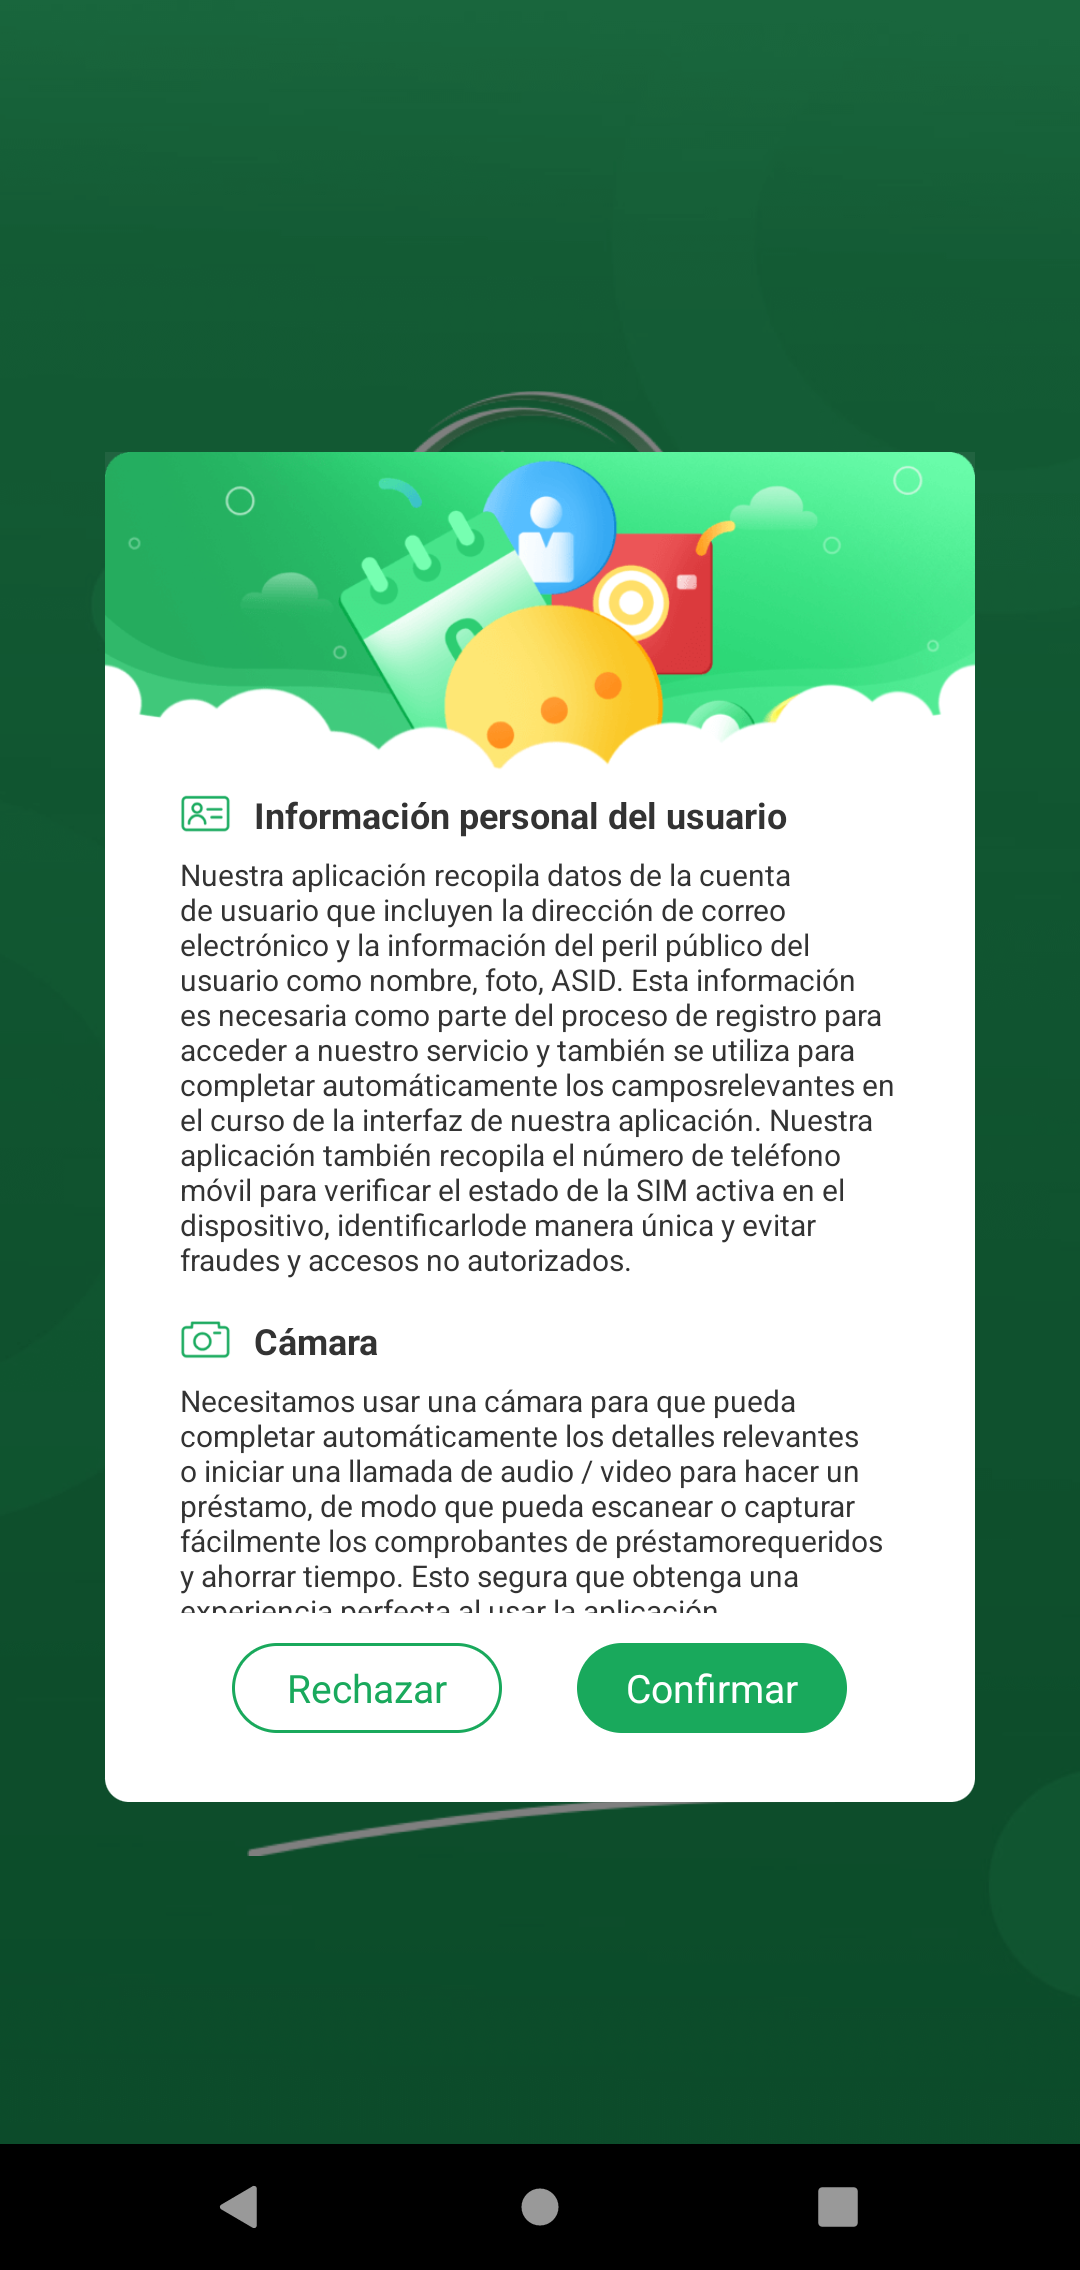 Información personal del usuario
Nuestra aplicación recopila datos de la cuenta
de usuario que incluyen la dirección de correo
electrónico y la información del peril público del
usuario como nombre, foto, ASID. Esta información
es necesaria como parte del proceso de registro para
acceder a nuestro servicio y también se utiliza para
completar automáticamente los camposrelevantes en
el curso de la interfaz de nuestra aplicación. Nuestra
aplicación también recopila el número de teléfono
móvil para verificar el estado de la SIM activa en el
dispositivo, identificarlode manera única y evitar
fraudes y accesos no autorizados.
Cámara
Necesitamos usar una cámara para que pueda
completar automáticamente los detalles relevantes
o iniciar una llamada de audio / video para hacer un
préstamo, de modo que pueda escanear o capturar
fácilmente los comprobantes de préstamorequeridos
y ahorrar tiempo. Esto segura que obtenga una
experiencia perfecta al usar la aplicación
Rechazar
Confirmar